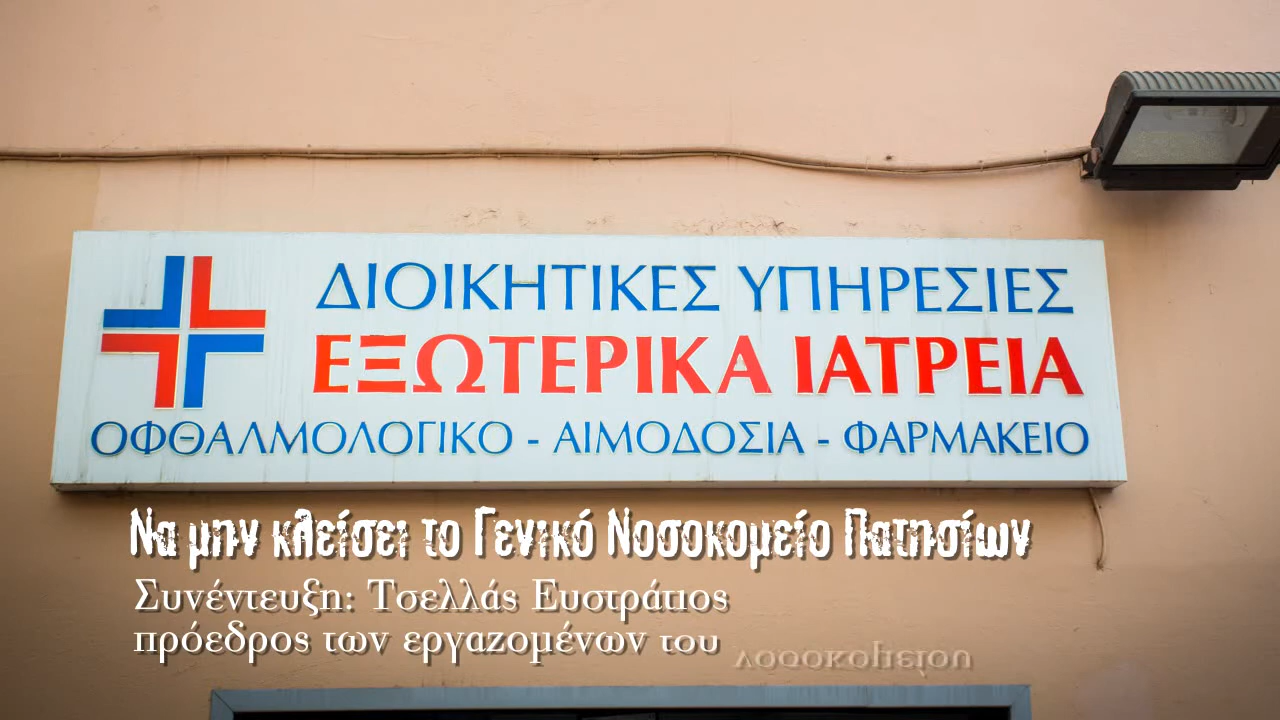 ΔΙΟΙΚΗΤΙΚΕΣ ΥΠΗΡΕΣΙΕΣ
ΕΞΩΤΕΡΙΚΑ ΙΑΤΡΕΙΑ
ΟΦΘΑΛΜΟΛΟΓΙΚΟ - ΑΙΜΟΔΟΣΙΑ - ΦΑΡΜΑΚΕΙΟ
Να μην κλείσει το Γενικό Νοσοκομείο Πατησίων
Συνέντευξη: Τσελλάς Ευστράτιος
πρόεδρος των εργαζομένων του νοσοκομείου